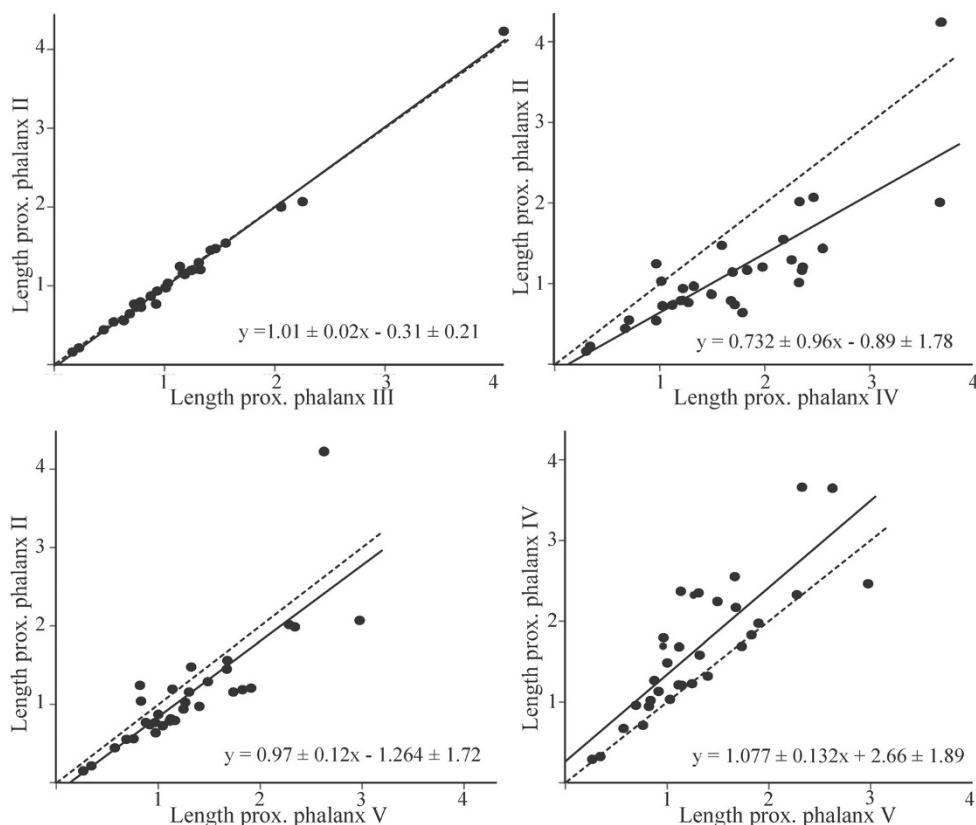 4
3
2
1
Length prox. phalanx II
y =1.01 ± 0.02x - 0.31 ± 0.21
1 2 3 4
Length prox. phalanx III
4
3
2
1
Length prox. phalanx II
y = 0.732 ± 0.96x - 0.89 ± 1.78
1 2 3 4
Length prox. phalanx IV
4
3
2
1
Length prox. phalanx II
y = 0.97 ± 0.12x - 1.264 ± 1.72
1 2 3 4
Length prox. phalanx V
4
3
2
1
Length prox. phalanx IV
y = 1.077 ± 0.132x + 2.66 ± 1.89
1 2 3 4
Length prox. phalanx V